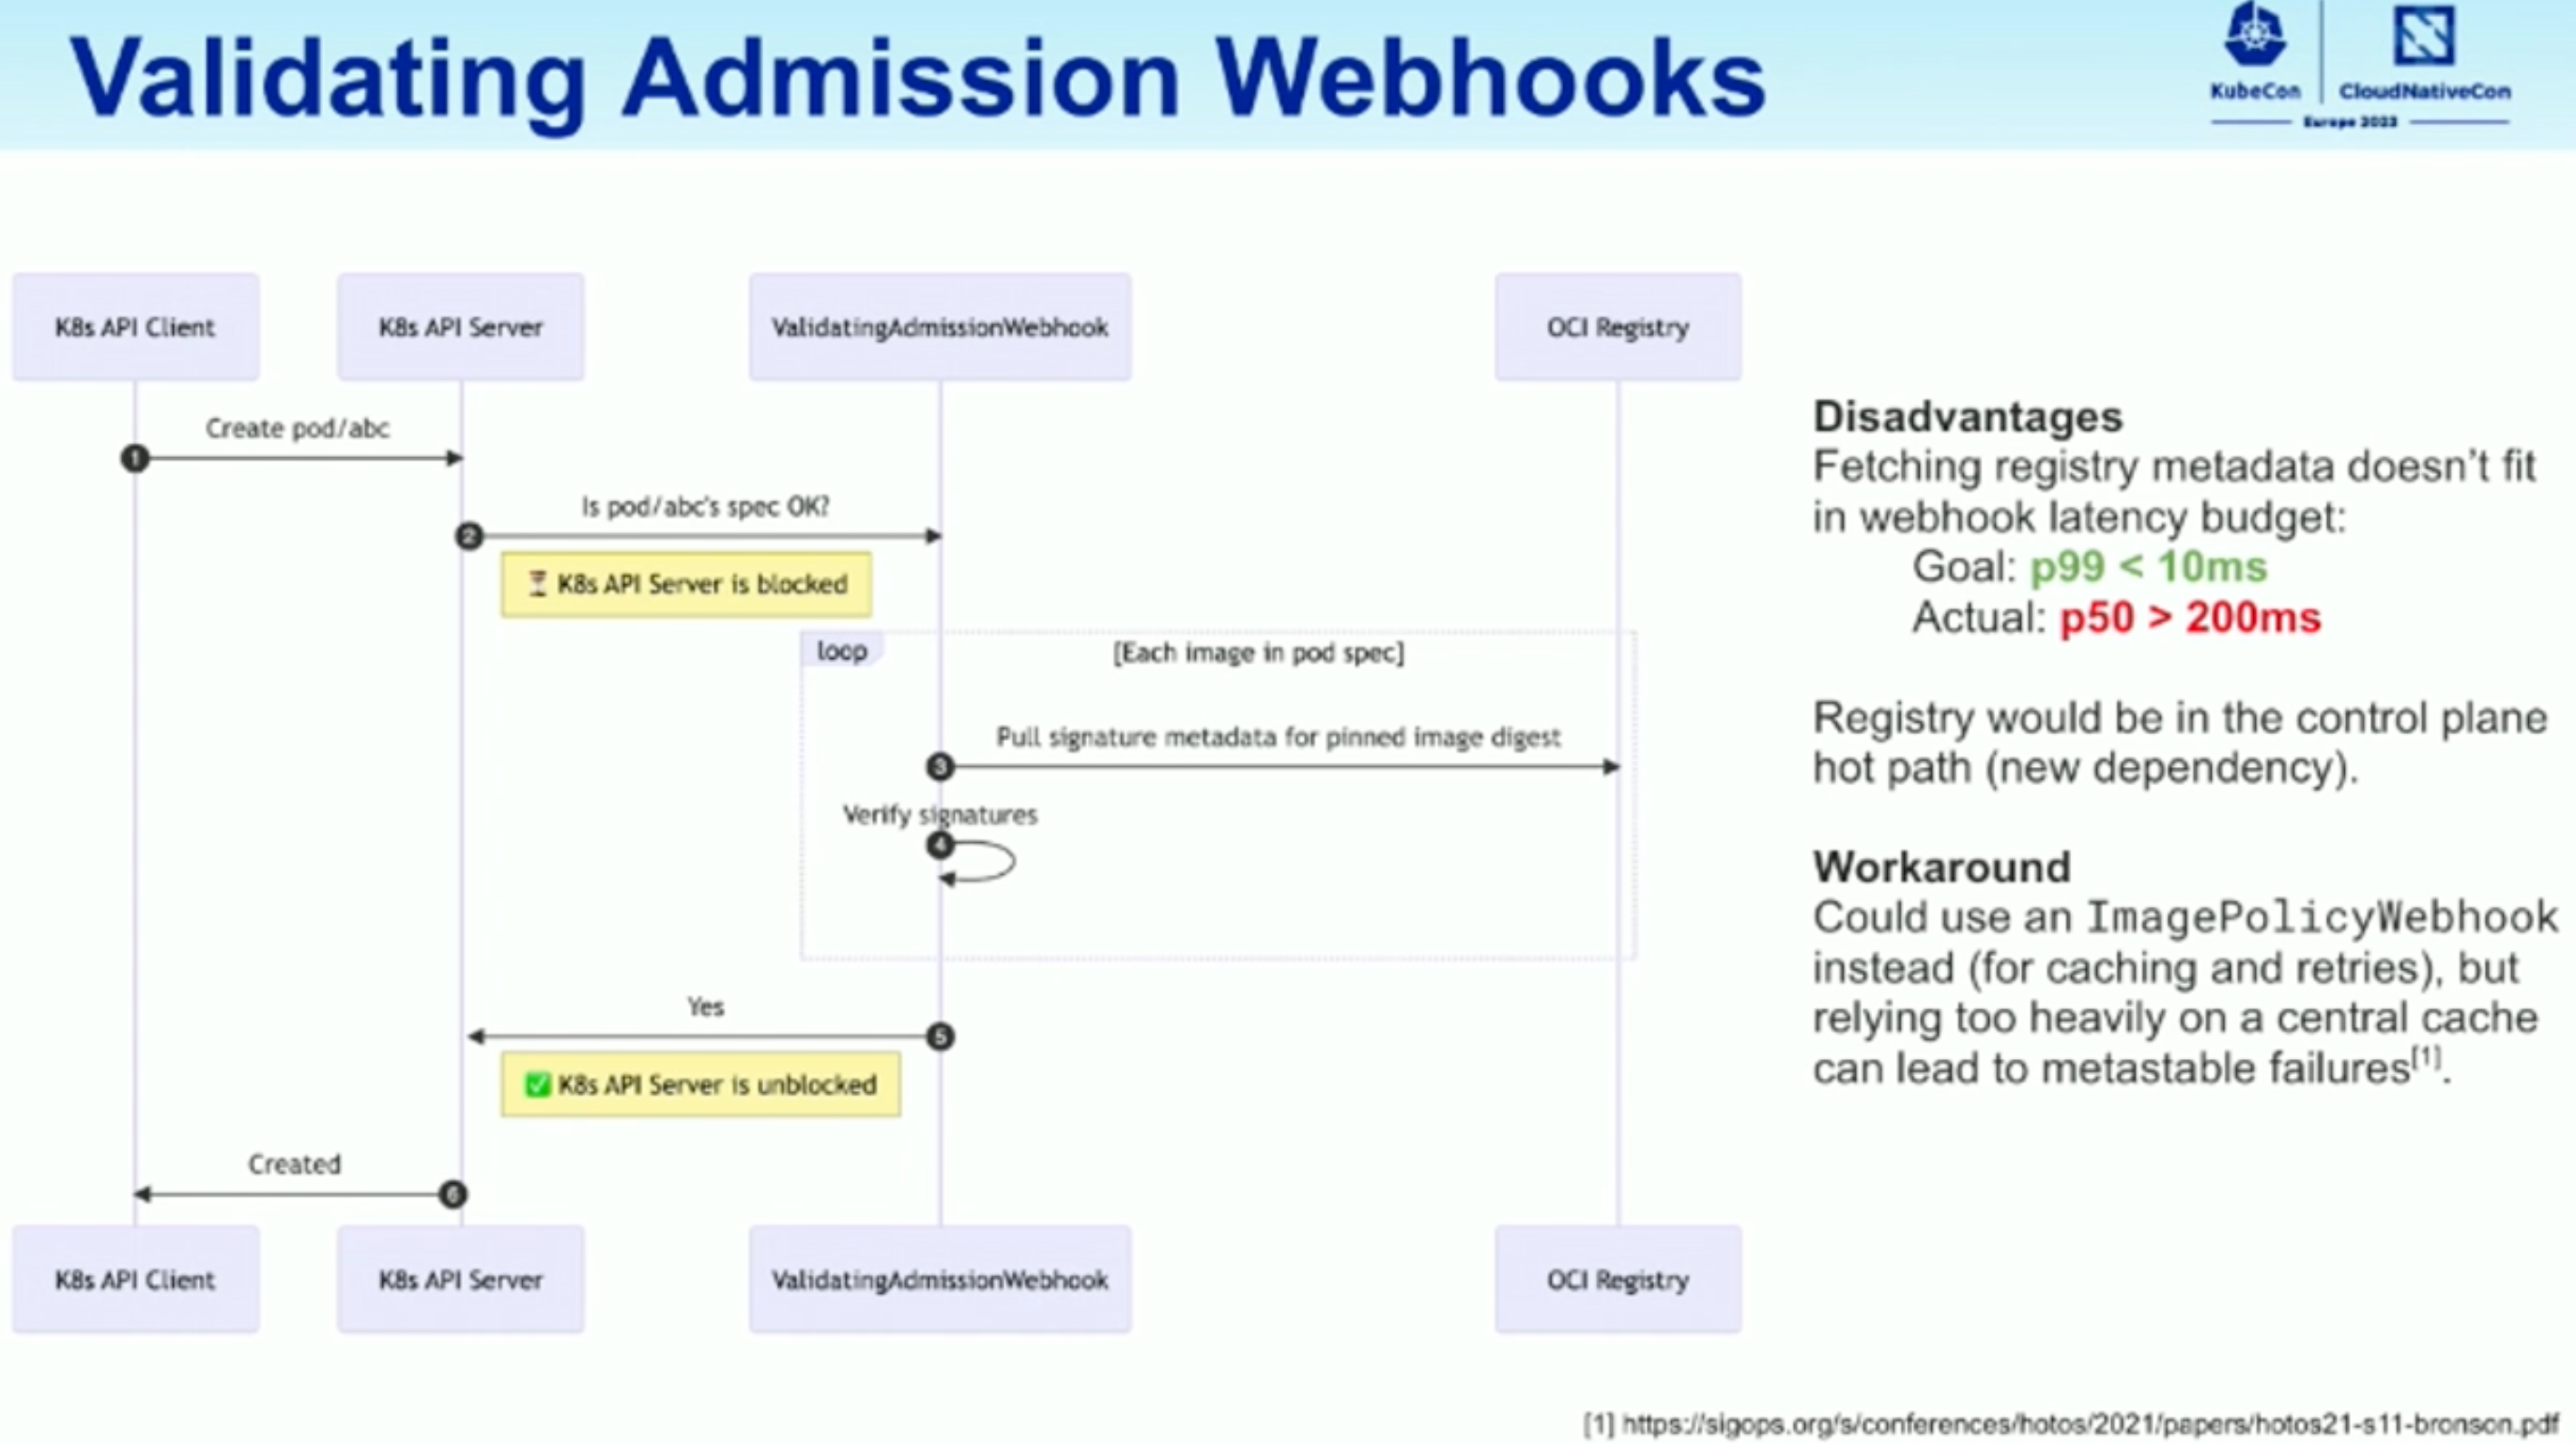 Validating Admission Webhooks
KubeCon
CloudNativeCon
Europe 2023
K8s API Client
K8s API Server
ValidatingAdmissionWebhook
OCI Registry
Create pod/abc
1
Is pod/abc's spec OK?
2
⏳ K8s API Server is blocked
loop
[Each image in pod spec]
Pull signature metadata for pinned image digest
3
Verify signatures
4
Yes
5
✅ K8s API Server is unblocked
Created
6
K8s API Client
K8s API Server
ValidatingAdmissionWebhook
OCI Registry
Disadvantages
Fetching registry metadata doesn’t fit
in webhook latency budget:
Goal: p99 < 10ms
Actual: p50 > 200ms
Registry would be in the control plane
hot path (new dependency).
Workaround
Could use an ImagePolicyWebhook
instead (for caching and retries), but
relying too heavily on a central cache
can lead to metastable failures[1].
[1] https://sigops.org/s/conferences/hotos/2021/papers/hotos21-s11-bronson.pdf